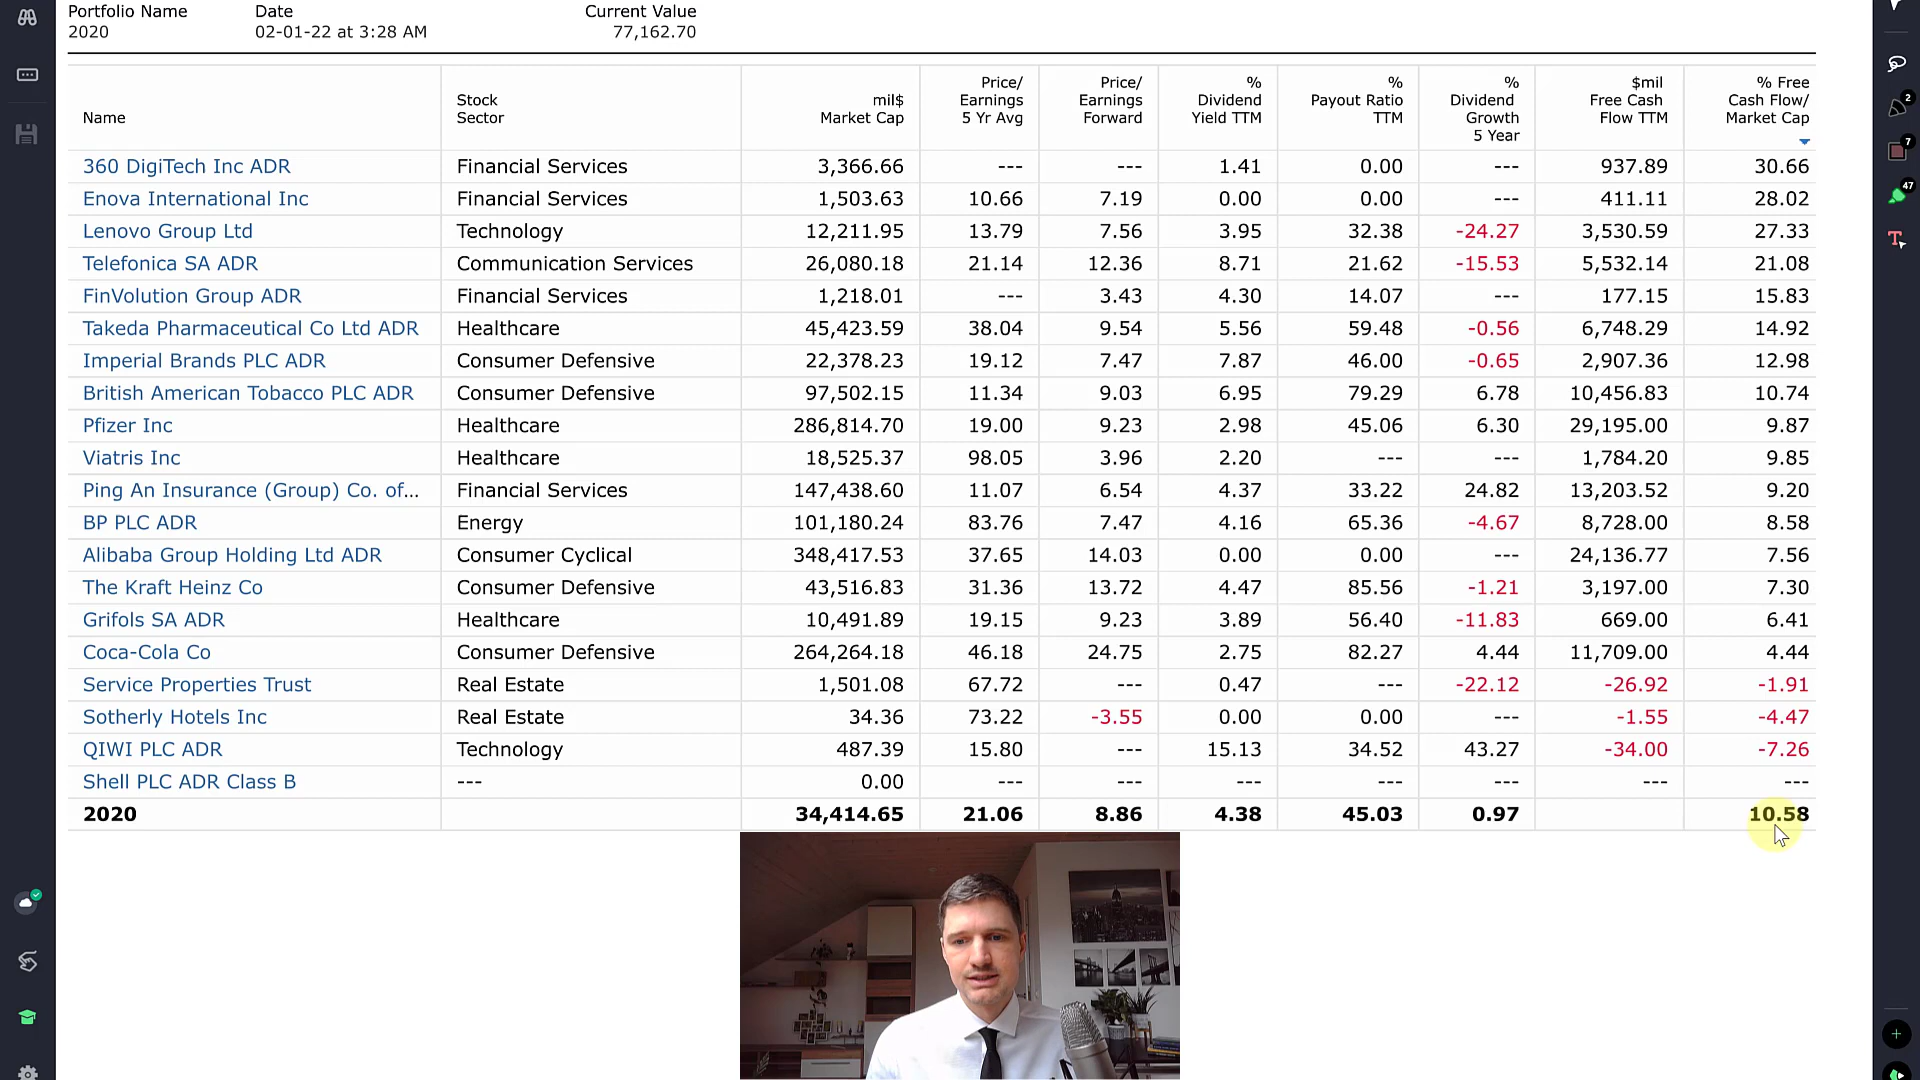 Portfolio Name Date Current Value
2020 02-01-22 at 3:28 AM 77,162.70
Name Stock Sector mil$ Market Cap Price/ Earnings 5 Yr Avg Price/ Earnings Forward % Dividend Yield TTM % Payout Ratio TTM % Dividend Growth 5 Year $mil Free Cash Flow TTM % Free Cash Flow/ Market Cap
360 DigiTech Inc ADR Financial Services 3,366.66 --- --- 1.41 0.00 --- 937.89 30.66
Enova International Inc Financial Services 1,503.63 10.66 7.19 0.00 0.00 --- 411.11 28.02
Lenovo Group Ltd Technology 12,211.95 13.79 7.56 3.95 32.38 -24.27 3,530.59 27.33
Telefonica SA ADR Communication Services 26,080.18 21.14 12.36 8.71 21.62 -15.53 5,532.14 21.08
FinVolution Group ADR Financial Services 1,218.01 --- 3.43 4.30 14.07 --- 177.15 15.83
Takeda Pharmaceutical Co Ltd ADR Healthcare 45,423.59 38.04 9.54 5.56 59.48 -0.56 6,748.29 14.92
Imperial Brands PLC ADR Consumer Defensive 22,378.23 19.12 7.47 7.87 46.00 -0.65 2,907.36 12.98
British American Tobacco PLC ADR Consumer Defensive 97,502.15 11.34 9.03 6.95 79.29 6.78 10,456.83 10.74
Pfizer Inc Healthcare 286,814.70 19.00 9.23 2.98 45.06 6.30 29,195.00 9.87
Viatris Inc Healthcare 18,525.37 98.05 3.96 2.20 --- --- 1,784.20 9.85
Ping An Insurance (Group) Co. of... Financial Services 147,438.60 11.07 6.54 4.37 33.22 24.82 13,203.52 9.20
BP PLC ADR Energy 101,180.24 83.76 7.47 4.16 65.36 -4.67 8,728.00 8.58
Alibaba Group Holding Ltd ADR Consumer Cyclical 348,417.53 37.65 14.03 0.00 0.00 --- 24,136.77 7.56
The Kraft Heinz Co Consumer Defensive 43,516.83 31.36 13.72 4.47 85.56 -1.21 3,197.00 7.30
Grifols SA ADR Healthcare 10,491.89 19.15 9.23 3.89 56.40 -11.83 669.00 6.41
Coca-Cola Co Consumer Defensive 264,264.18 46.18 24.75 2.75 82.27 4.44 11,709.00 4.44
Service Properties Trust Real Estate 1,501.08 67.72 --- 0.47 --- -22.12 -26.92 -1.91
Sotherly Hotels Inc Real Estate 34.36 73.22 -3.55 0.00 0.00 --- -1.55 -4.47
QIWI PLC ADR Technology 487.39 15.80 --- 15.13 34.52 43.27 -34.00 -7.26
Shell PLC ADR Class B --- 0.00 --- --- --- --- --- --- ---
2020 34,414.65 21.06 8.86 4.38 45.03 0.97 10.58
2
7
47
T